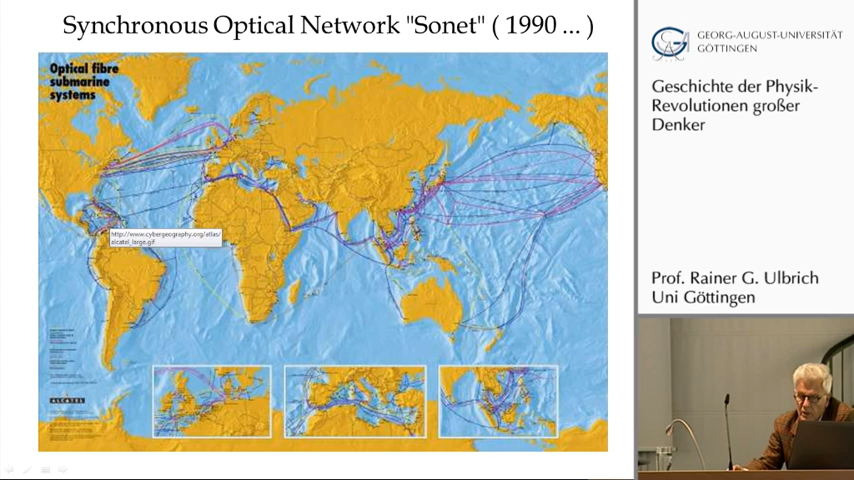 Synchronous Optical Network "Sonet" ( 1990 ... )
Optical fibre
submarine
systems
http://www.cybergeography.org/atlas/
alcatel_large.gif
ALCATEL
GEORG-AUGUST-UNIVERSITÄT
GÖTTINGEN
Geschichte der Physik-
Revolutionen großer
Denker
Prof. Rainer G. Ulbrich
Uni Göttingen